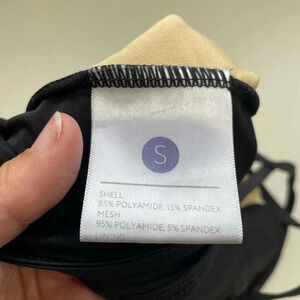 S
SHELL
85% POLYAMIDE, 15% SPANDEX
MESH
95% POLYAMIDE, 5% SPANDEX
LINING